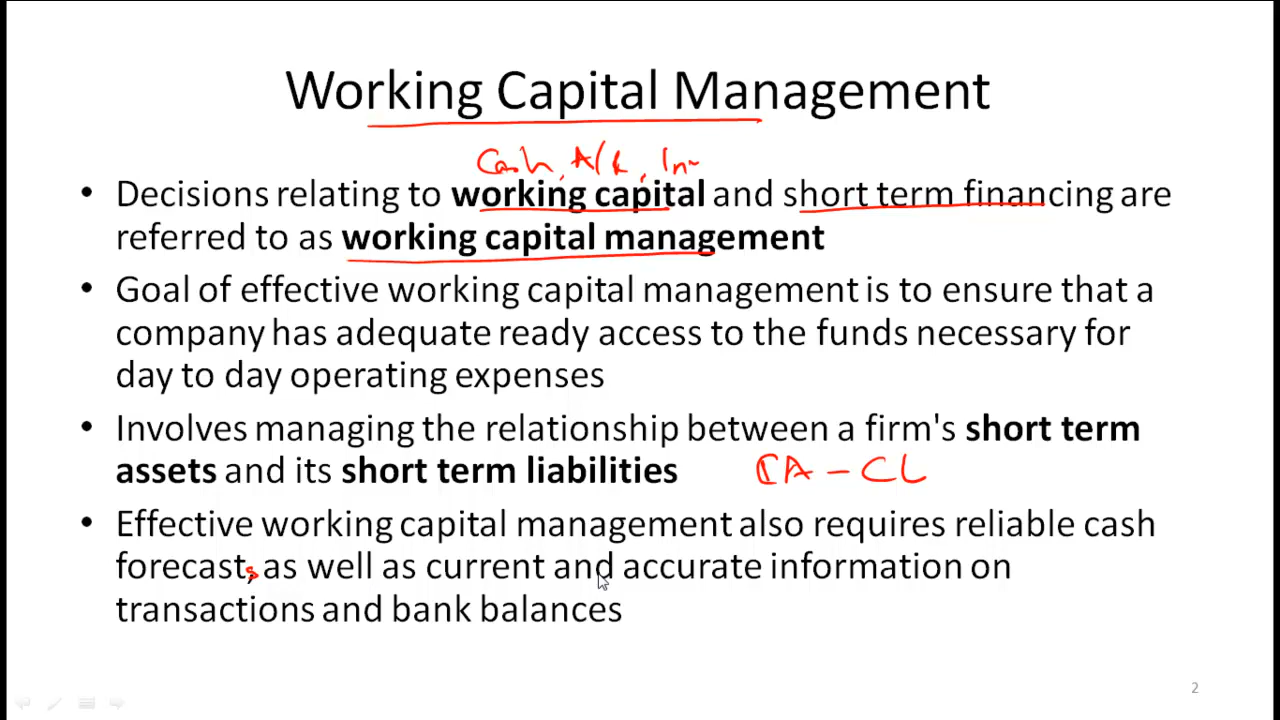 Working Capital Management
Cash, A/R, Inv
• Decisions relating to working capital and short term financing are
referred to as working capital management
• Goal of effective working capital management is to ensure that a
company has adequate ready access to the funds necessary for
day to day operating expenses
• Involves managing the relationship between a firm's short term
assets and its short term liabilities CA - CL
• Effective working capital management also requires reliable cash
forecasts, as well as current and accurate information on
transactions and bank balances
2